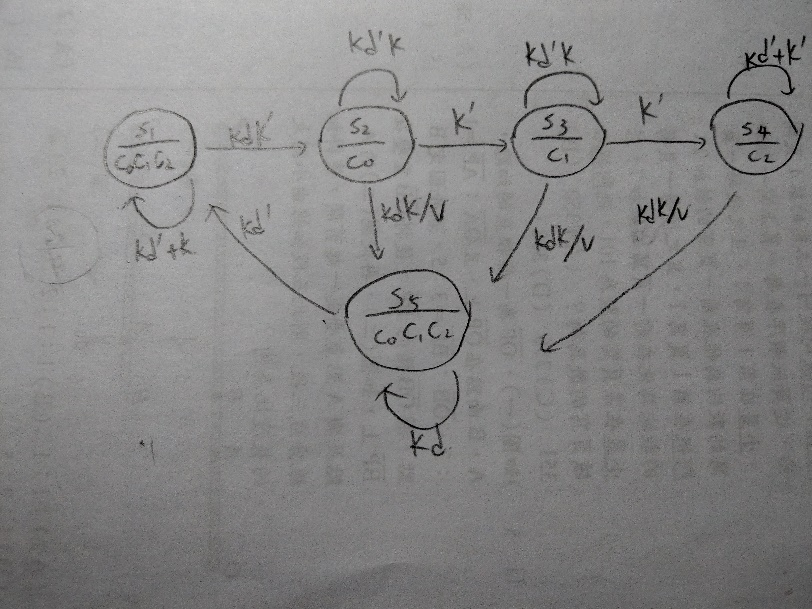 Kd'K
Kd'K
Kd'+K'
S1
C0C1C2
KdK'
S2
C0
K'
S3
C1
K'
S4
C2
Kd'+K
Kd'
KdK/V
KdK/V
KdK/V
S5
C0C1C2
Kd